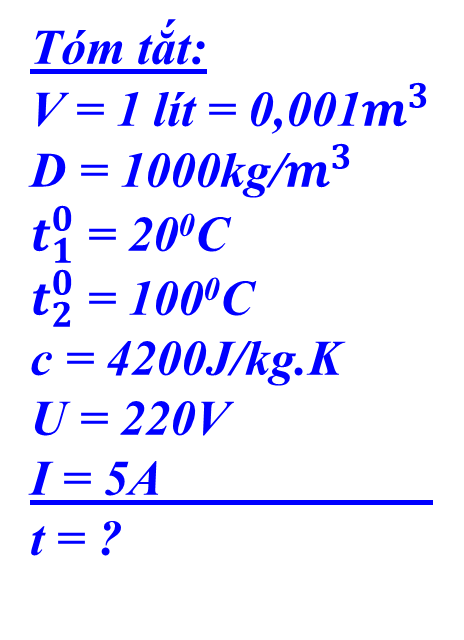 Tóm tắt:
V = 1 lít = 0,001m³
D = 1000kg/m³
t₁⁰ = 20⁰C
t₂⁰ = 100⁰C
c = 4200J/kg.K
U = 220V
I = 5A
t = ?